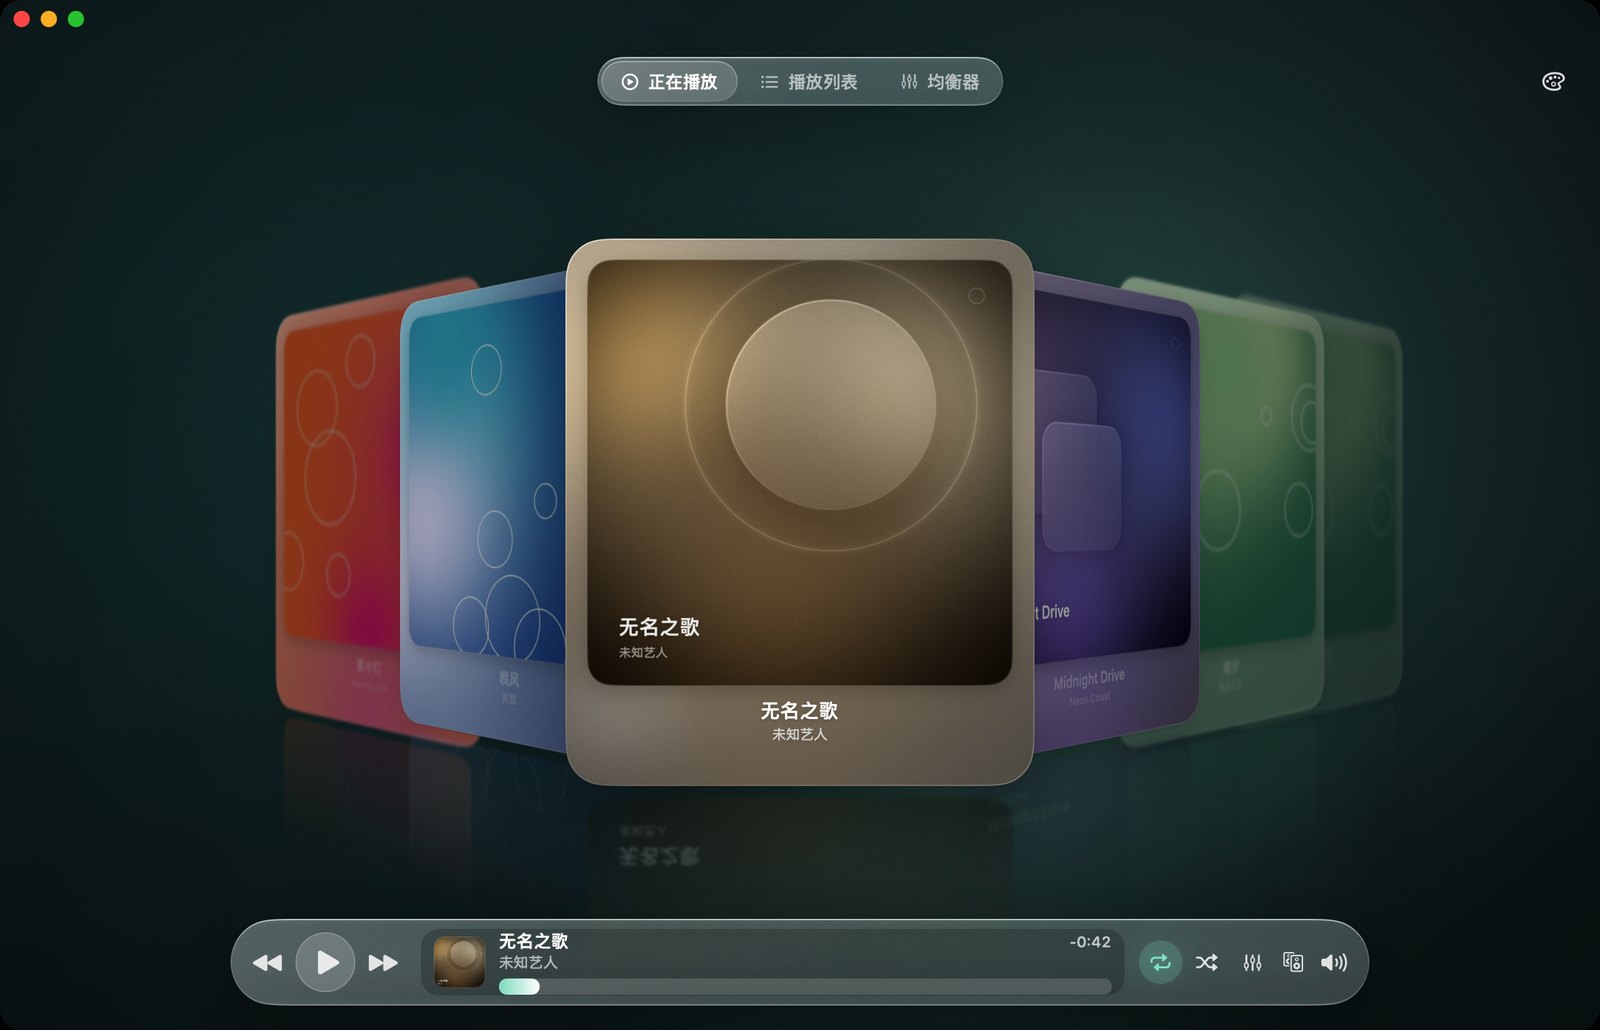 正在播放
播放列表
均衡器
无名之歌
未知艺人
无名之歌
未知艺人
晚风
t Drive
Midnight Drive
Neon Coast
无名之歌
未知艺人
-0:42